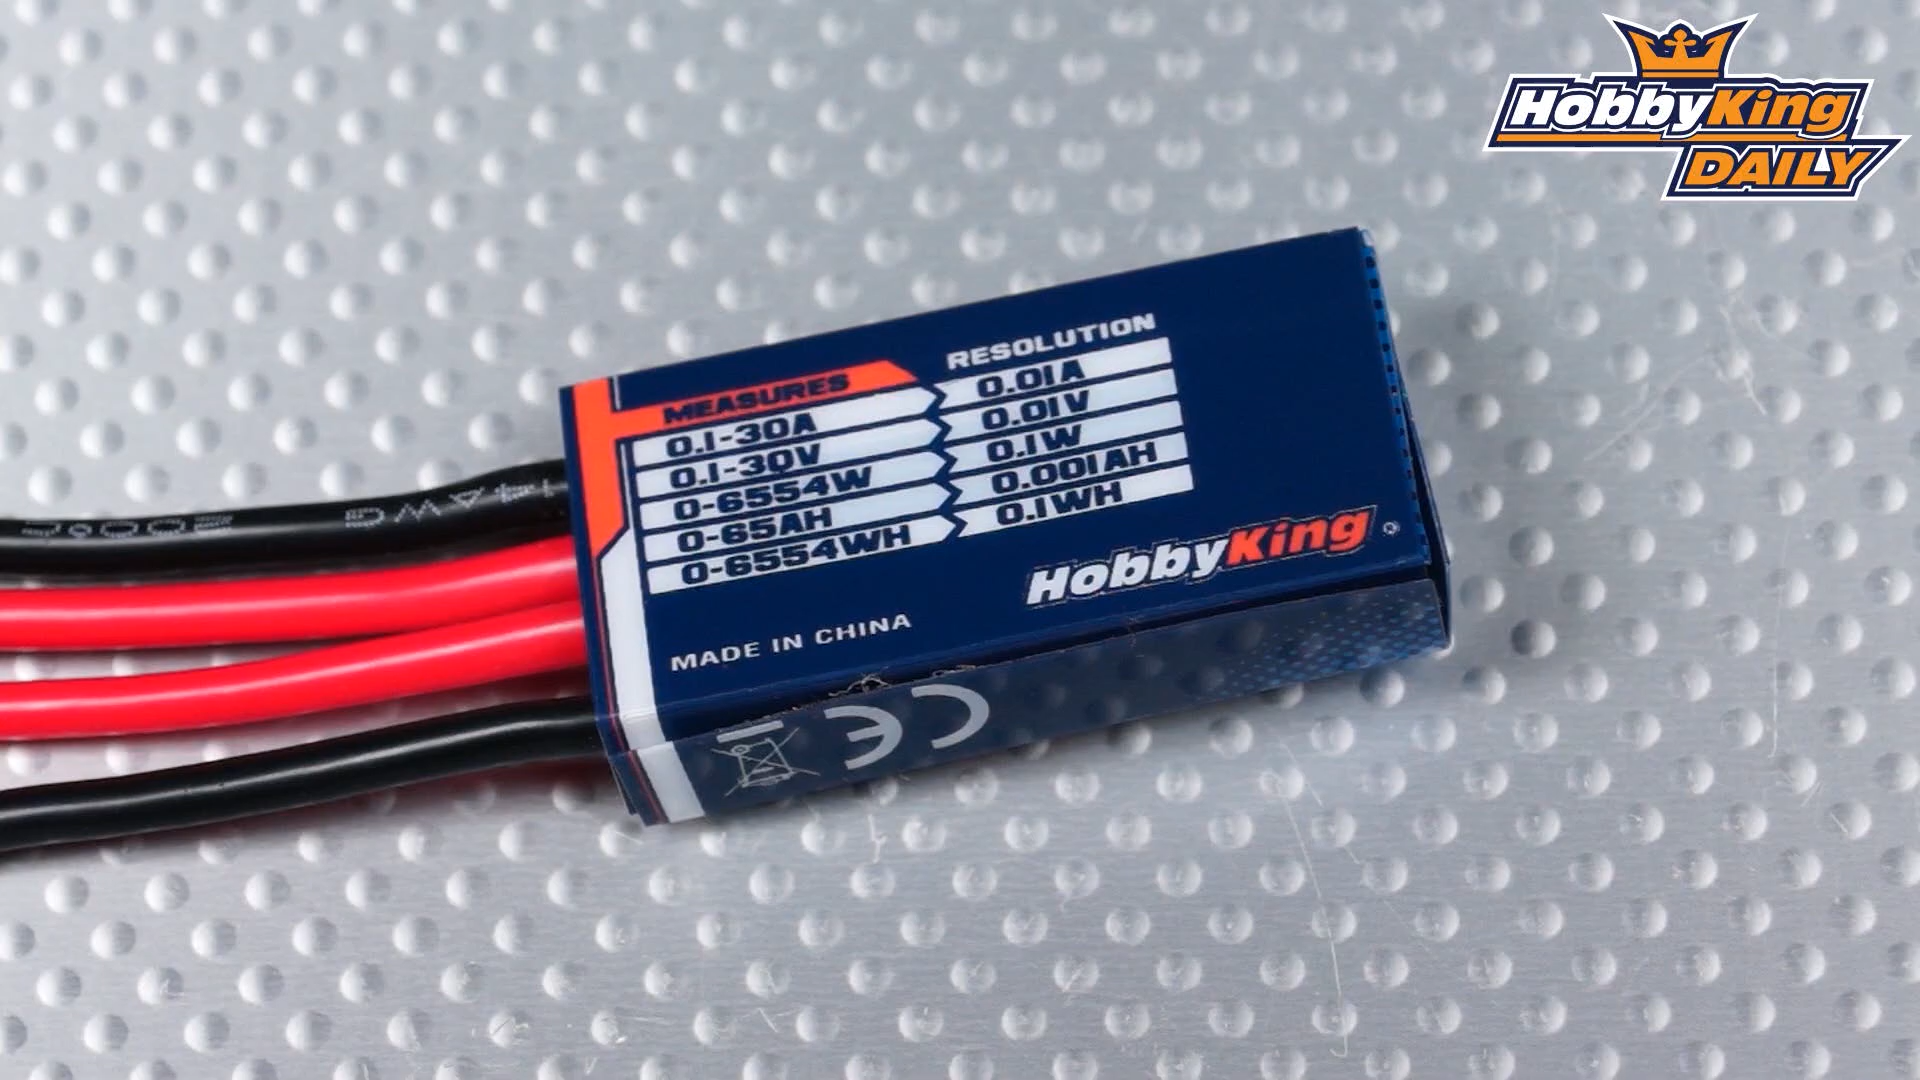 HobbyKing
DAILY
MEASURES RESOLUTION
0.1-30A 0.01A
0.1-30V 0.01V
0-6554W 0.1W
0-65AH 0.001AH
0-6554WH 0.1WH
HobbyKing ®
MADE IN CHINA
CE